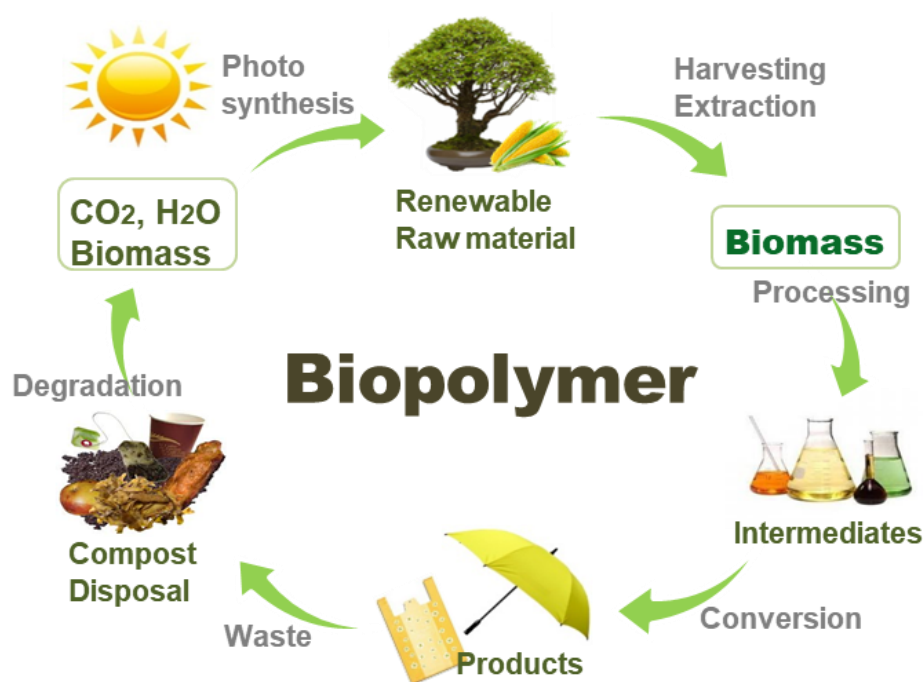 Photo
synthesis
Harvesting
Extraction
Renewable
Raw material
CO2, H2O
Biomass
Biomass
Processing
Biopolymer
Degradation
Intermediates
Compost
Disposal
Conversion
Waste
Products